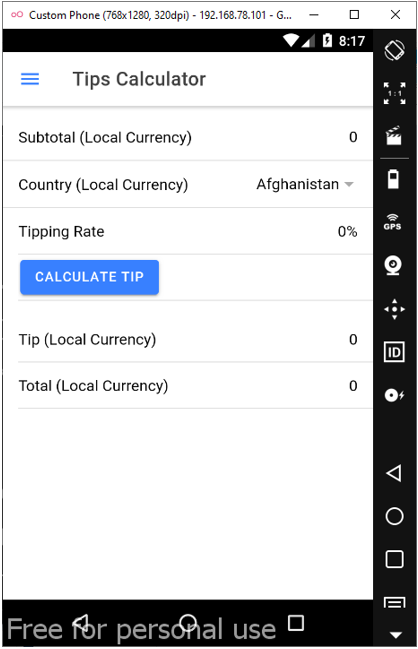 Custom Phone (768x1280, 320dpi) - 192.168.78.101 - G...
8:17
Tips Calculator
1:1
Subtotal (Local Currency) 0
Country (Local Currency) Afghanistan
Tipping Rate 0%
GPS
CALCULATE TIP
Tip (Local Currency) 0
ID
Total (Local Currency) 0
Free for personal use